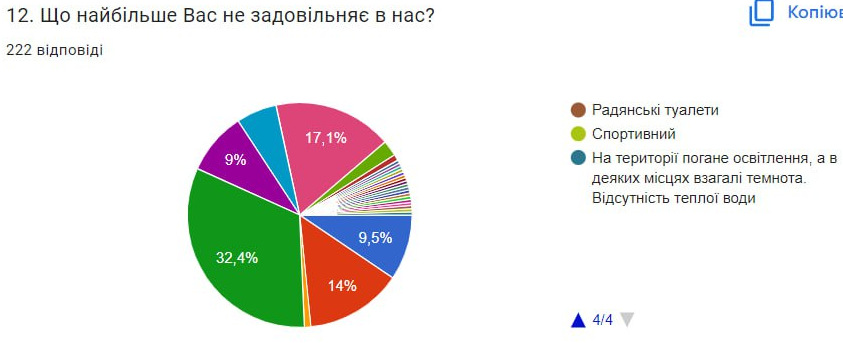 12. Що найбільше Вас не задовільняє в нас?
222 відповіді
17,1%
9%
9,5%
32,4%
14%
Радянські туалети
Спортивний
На території погане освітлення, а в
деяких місцях взагалі темнота.
Відсутність теплої води
4/4